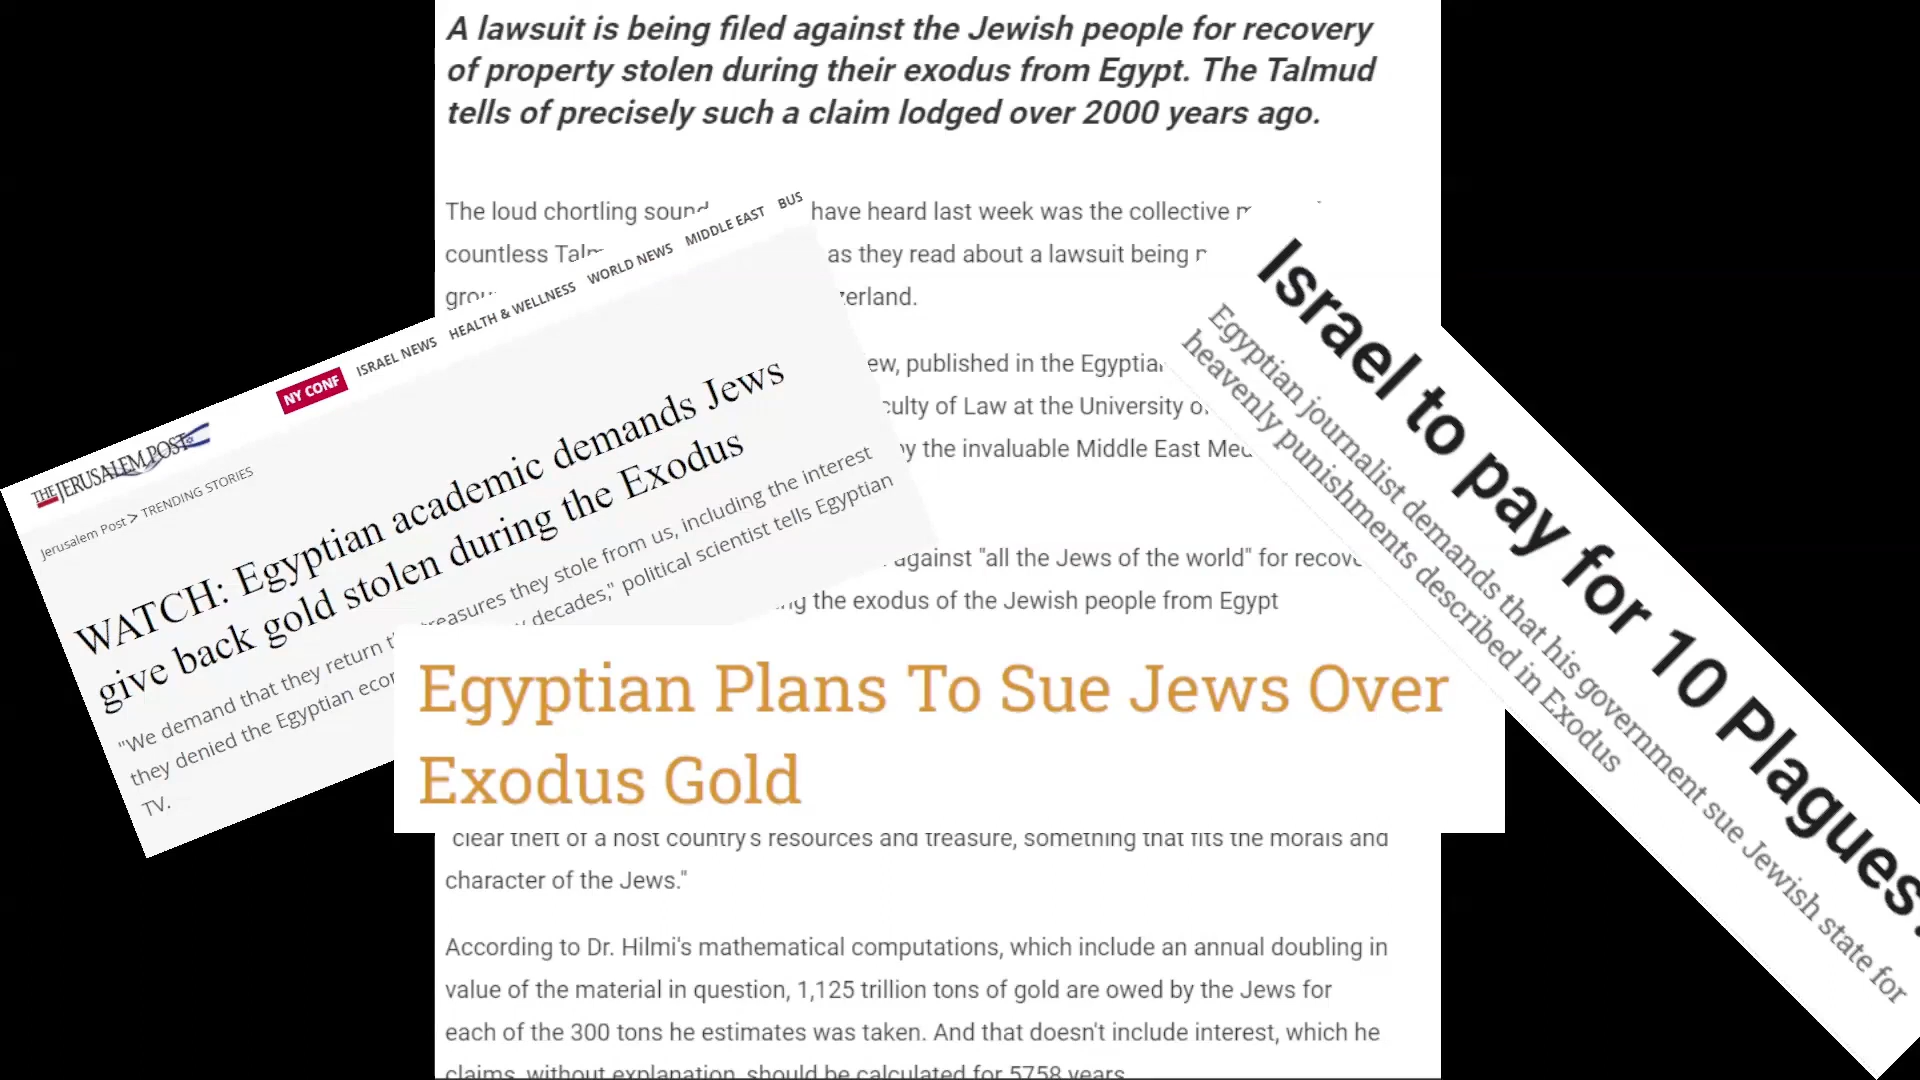 A lawsuit is being filed against the Jewish people for recovery
of property stolen during their exodus from Egypt. The Talmud
tells of precisely such a claim lodged over 2000 years ago.
The loud chortling have heard last week was the collective
countless as they read about a lawsuit being
published in the Egyptian
of Law at the University
the invaluable Middle East
against "all the Jews of the world" for
the exodus of the Jewish people from Egypt
clear theft of a host country's resources and treasure, something that fits the morals and
character of the Jews."
According to Dr. Hilmi's mathematical computations, which include an annual doubling in
value of the material in question, 1,125 trillion tons of gold are owed by the Jews for
each of the 300 tons he estimates was taken. And that doesn't include interest, which he
claims, without explanation, should be calculated for 5758 years
THE JERUSALEM POST
NY CONF ISRAEL NEWS HEALTH & WELLNESS WORLD NEWS MIDDLE EAST BUS
Jerusalem Post > TRENDING STORIES
WATCH: Egyptian academic demands Jews
give back gold stolen during the Exodus
"We demand that they return treasures they stole from us, including the interest
they denied the Egyptian decades," political scientist tells Egyptian
TV.
Egyptian Plans To Sue Jews Over
Exodus Gold
Israel to pay for 10 Plagues?
Egyptian journalist demands that his government sue Jewish state for
heavenly punishments described in Exodus